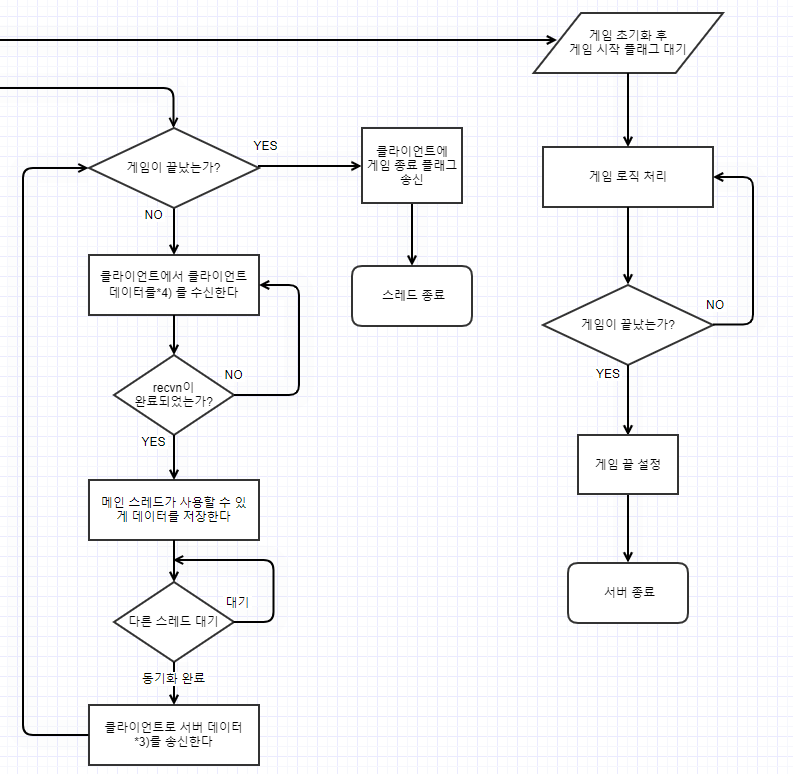 게임 초기화 후
게임 시작 플래그 대기
게임이 끝났는가?
YES
NO
클라이언트에
게임 종료 플래그
송신
스레드 종료
클라이언트에서 클라이언트
데이터를*4) 를 수신한다
recvn이
완료되었는가?
NO
YES
메인 스레드가 사용할 수 있
게 데이터를 저장한다
다른 스레드 대기
대기
동기화 완료
클라이언트로 서버 데이터
*3)를 송신한다
게임 로직 처리
게임이 끝났는가?
NO
YES
게임 끝 설정
서버 종료